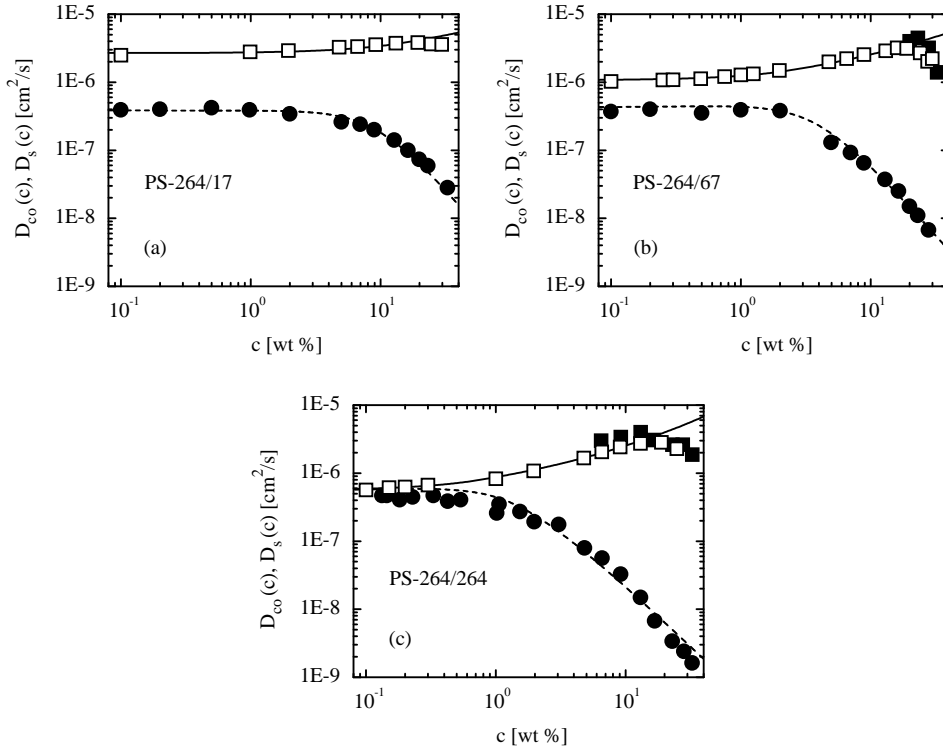 1E-5
1E-6
1E-7
1E-8
1E-9
D_co(c), D_s(c) [cm²/s]
PS-264/17
(a)
10⁻¹ 10⁰ 10¹
c [wt %]
1E-5
1E-6
1E-7
1E-8
1E-9
D_co(c), D_s(c) [cm²/s]
PS-264/67
(b)
10⁻¹ 10⁰ 10¹
c [wt %]
1E-5
1E-6
1E-7
1E-8
1E-9
D_co(c), D_s(c) [cm²/s]
PS-264/264
(c)
10⁻¹ 10⁰ 10¹
c [wt %]